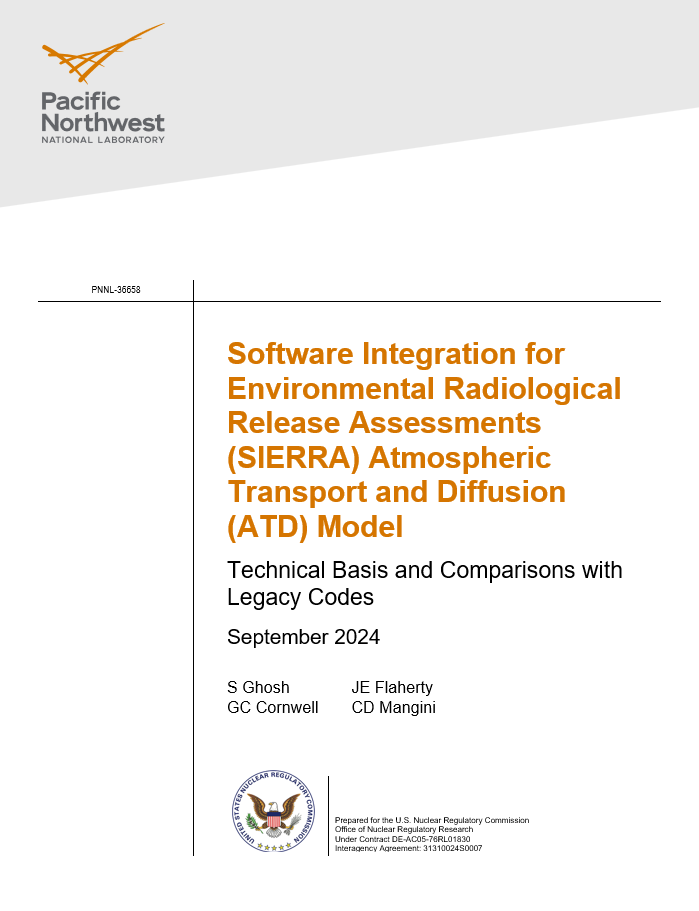 Pacific
Northwest
NATIONAL LABORATORY
PNNL-36658
Software Integration for
Environmental Radiological
Release Assessments
(SIERRA) Atmospheric
Transport and Diffusion
(ATD) Model
Technical Basis and Comparisons with
Legacy Codes
September 2024
S Ghosh JE Flaherty
GC Cornwell CD Mangini
UNITED STATES NUCLEAR REGULATORY COMMISSION
Prepared for the U.S. Nuclear Regulatory Commission
Office of Nuclear Regulatory Research
Under Contract DE-AC05-76RL01830
Interagency Agreement: 31310024S0007